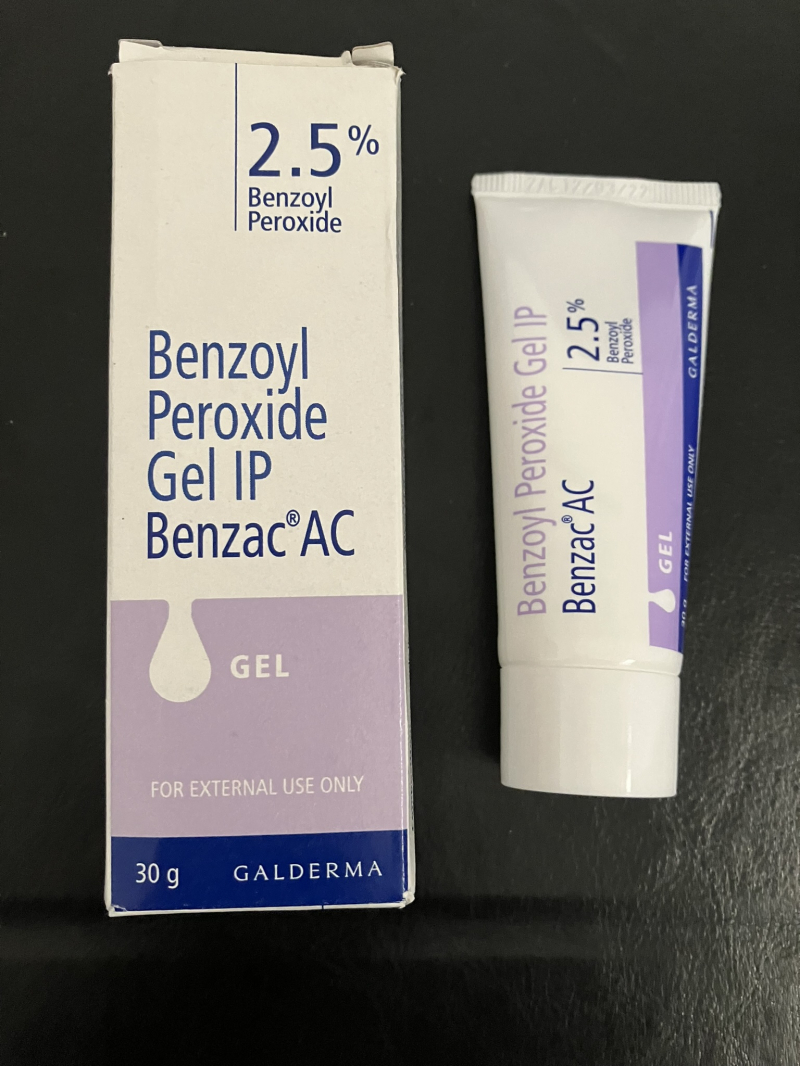 2.5%
Benzoyl
Peroxide
Benzoyl
Peroxide
Gel IP
Benzac® AC
GEL
FOR EXTERNAL USE ONLY
30 g
GALDERMA
Benzoyl Peroxide Gel IP
Benzac® AC
2.5%
Benzoyl
Peroxide
GEL
30 g
FOR EXTERNAL USE ONLY
GALDERMA